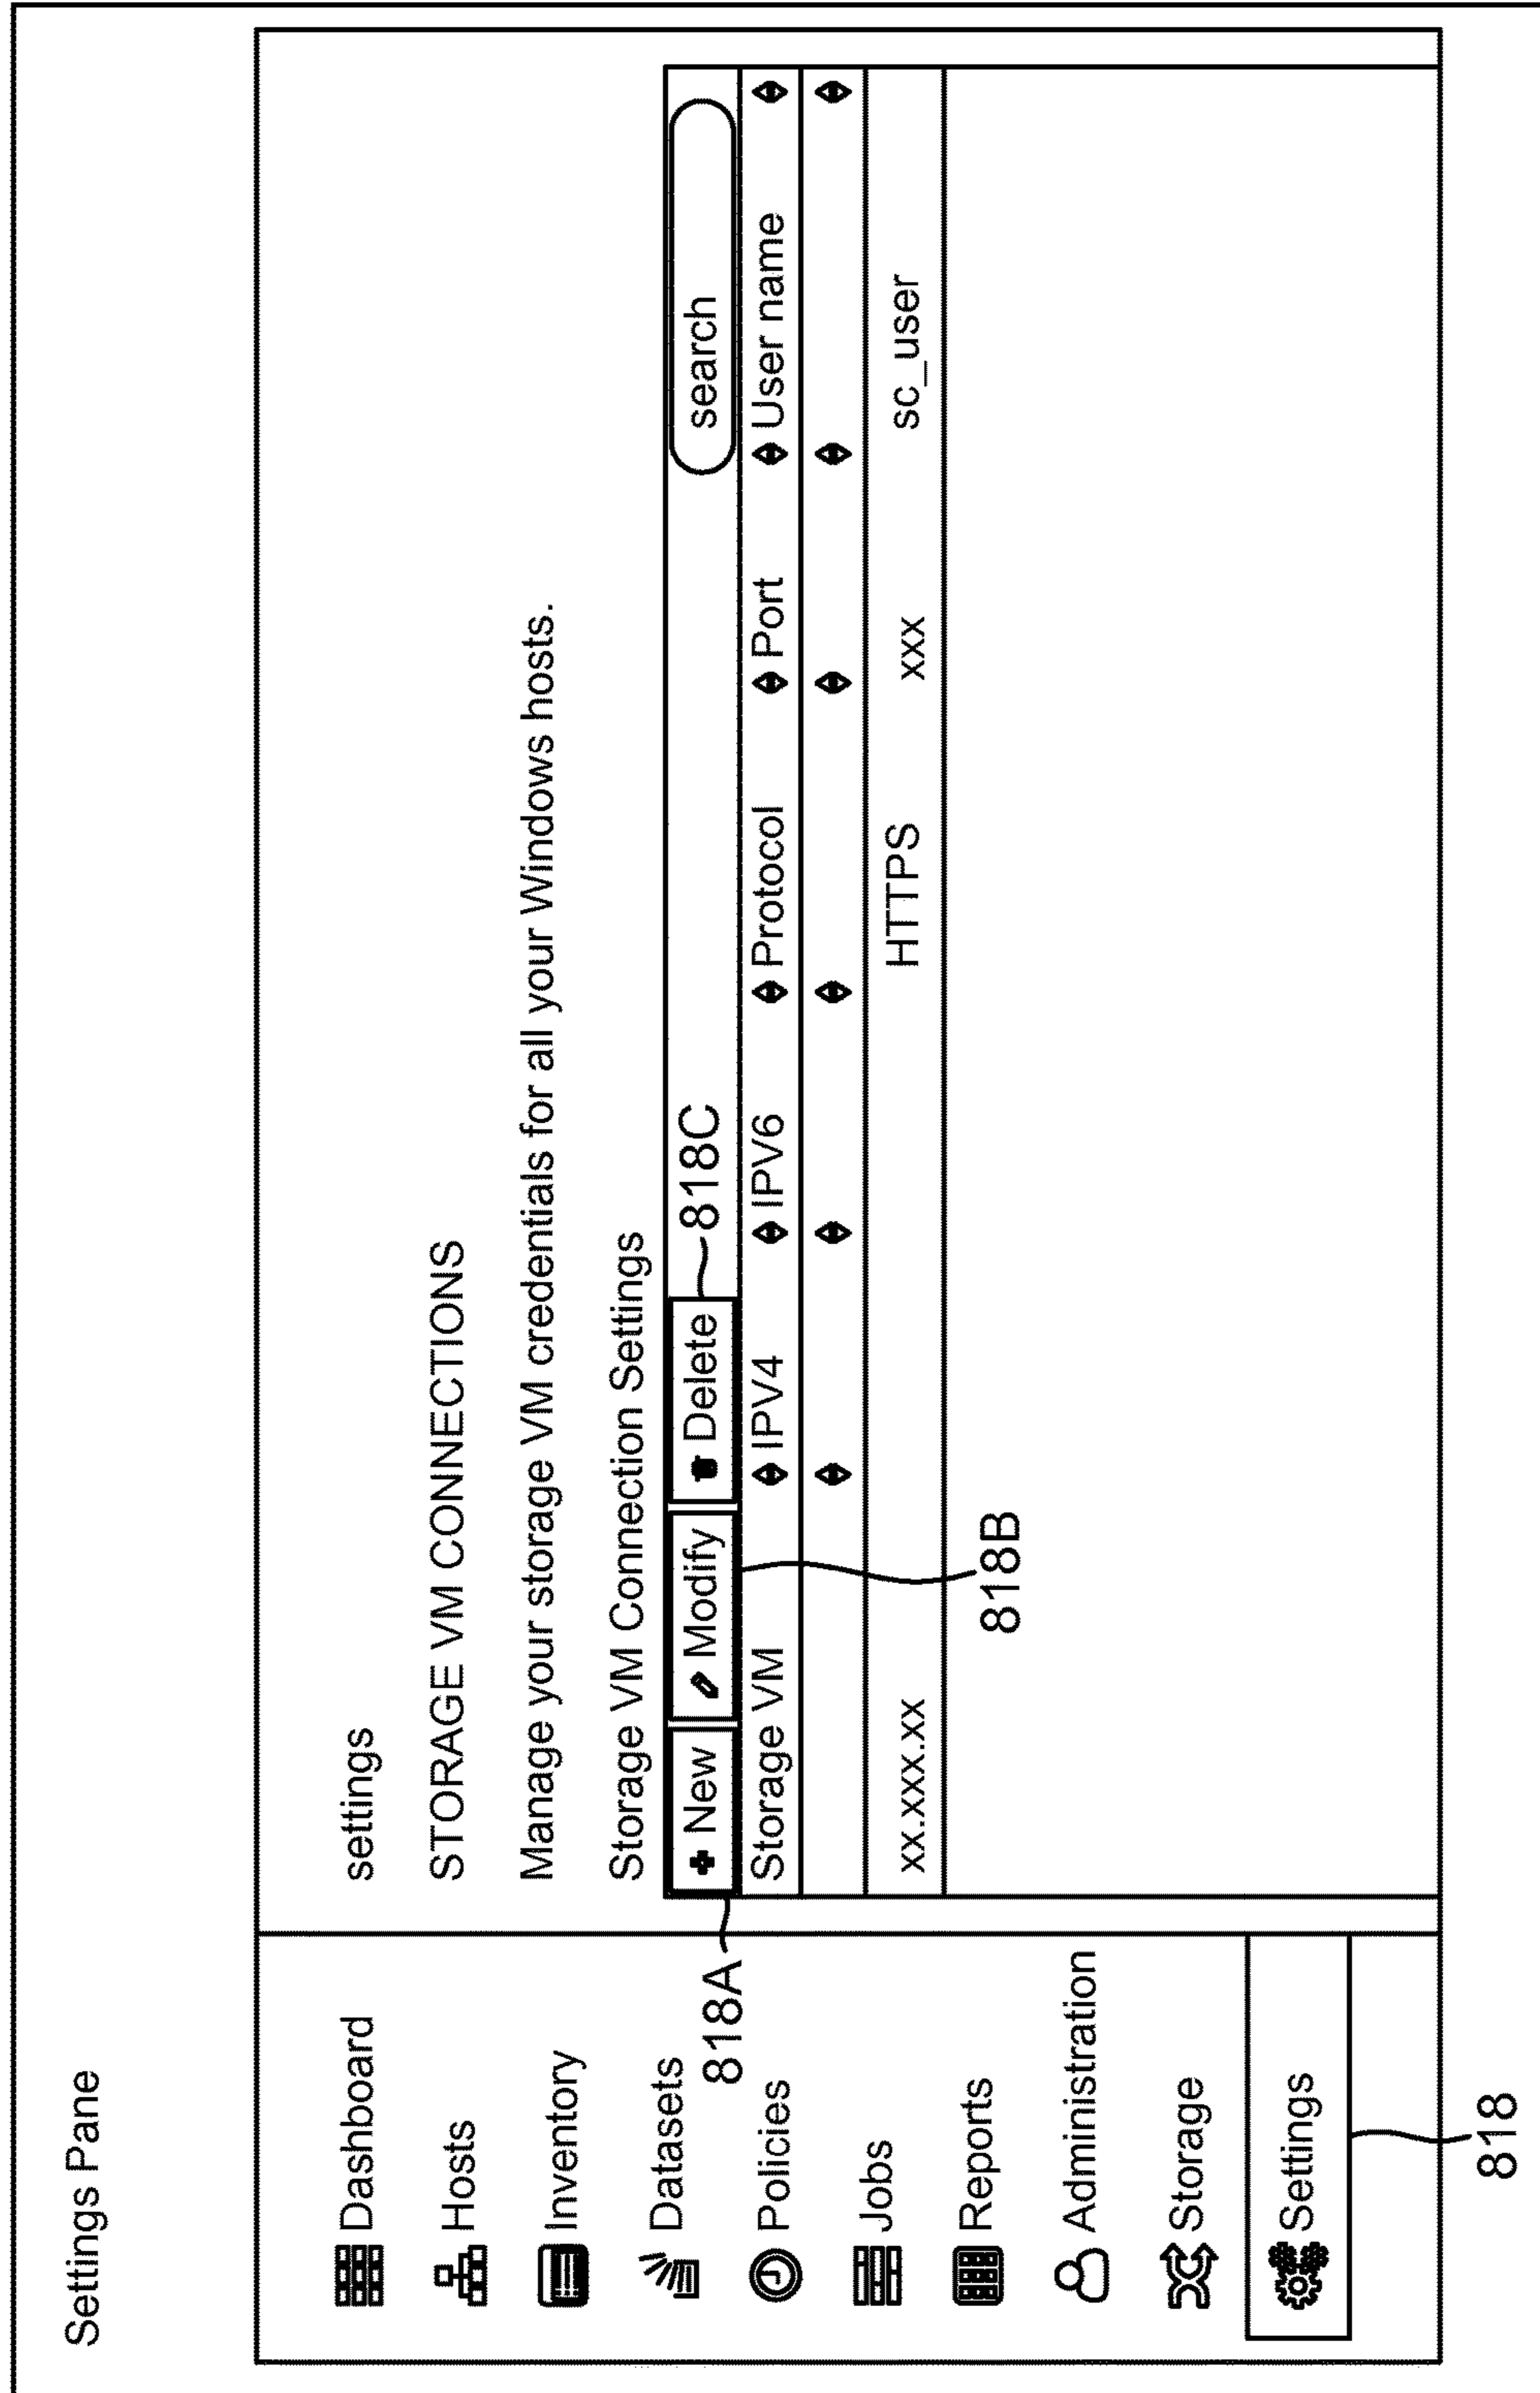 Settings Pane
Dashboard
Hosts
Inventory
Datasets
Policies
Jobs
Reports
Administration
Storage
Settings
818
settings
STORAGE VM CONNECTIONS
Manage your storage VM credentials for all your Windows hosts.
Storage VM Connection Settings
818A New Modify Delete 818C search
Storage VM IPV4 IPV6 Protocol Port User name
xx.xxx.xx HTTPS xxx sc_user
818B